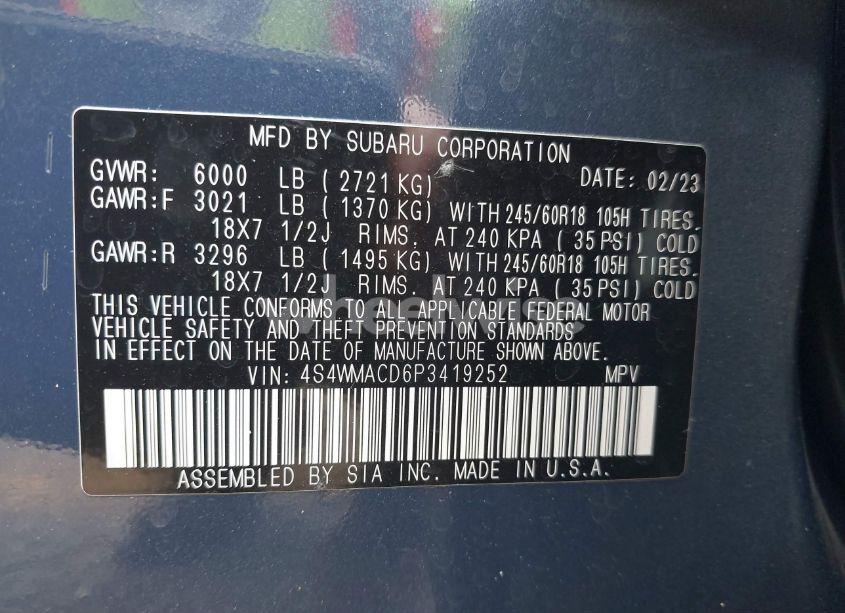 MFD BY SUBARU CORPORATION
GVWR: 6000 LB ( 2721 KG) DATE: 02/23
GAWR:F 3021 LB ( 1370 KG) WITH 245/60R18 105H TIRES.
18X7 1/2J RIMS. AT 240 KPA ( 35 PSI) COLD
GAWR:R 3296 LB ( 1495 KG) WITH 245/60R18 105H TIRES.
18X7 1/2J RIMS. AT 240 KPA ( 35 PSI) COLD
THIS VEHICLE CONFORMS TO ALL APPLICABLE FEDERAL MOTOR
VEHICLE SAFETY AND THEFT PREVENTION STANDARDS
IN EFFECT ON THE DATE OF MANUFACTURE SHOWN ABOVE.
VIN: 4S4WMACD6P3419252 MPV
ASSEMBLED BY SIA INC. MADE IN U.S.A.